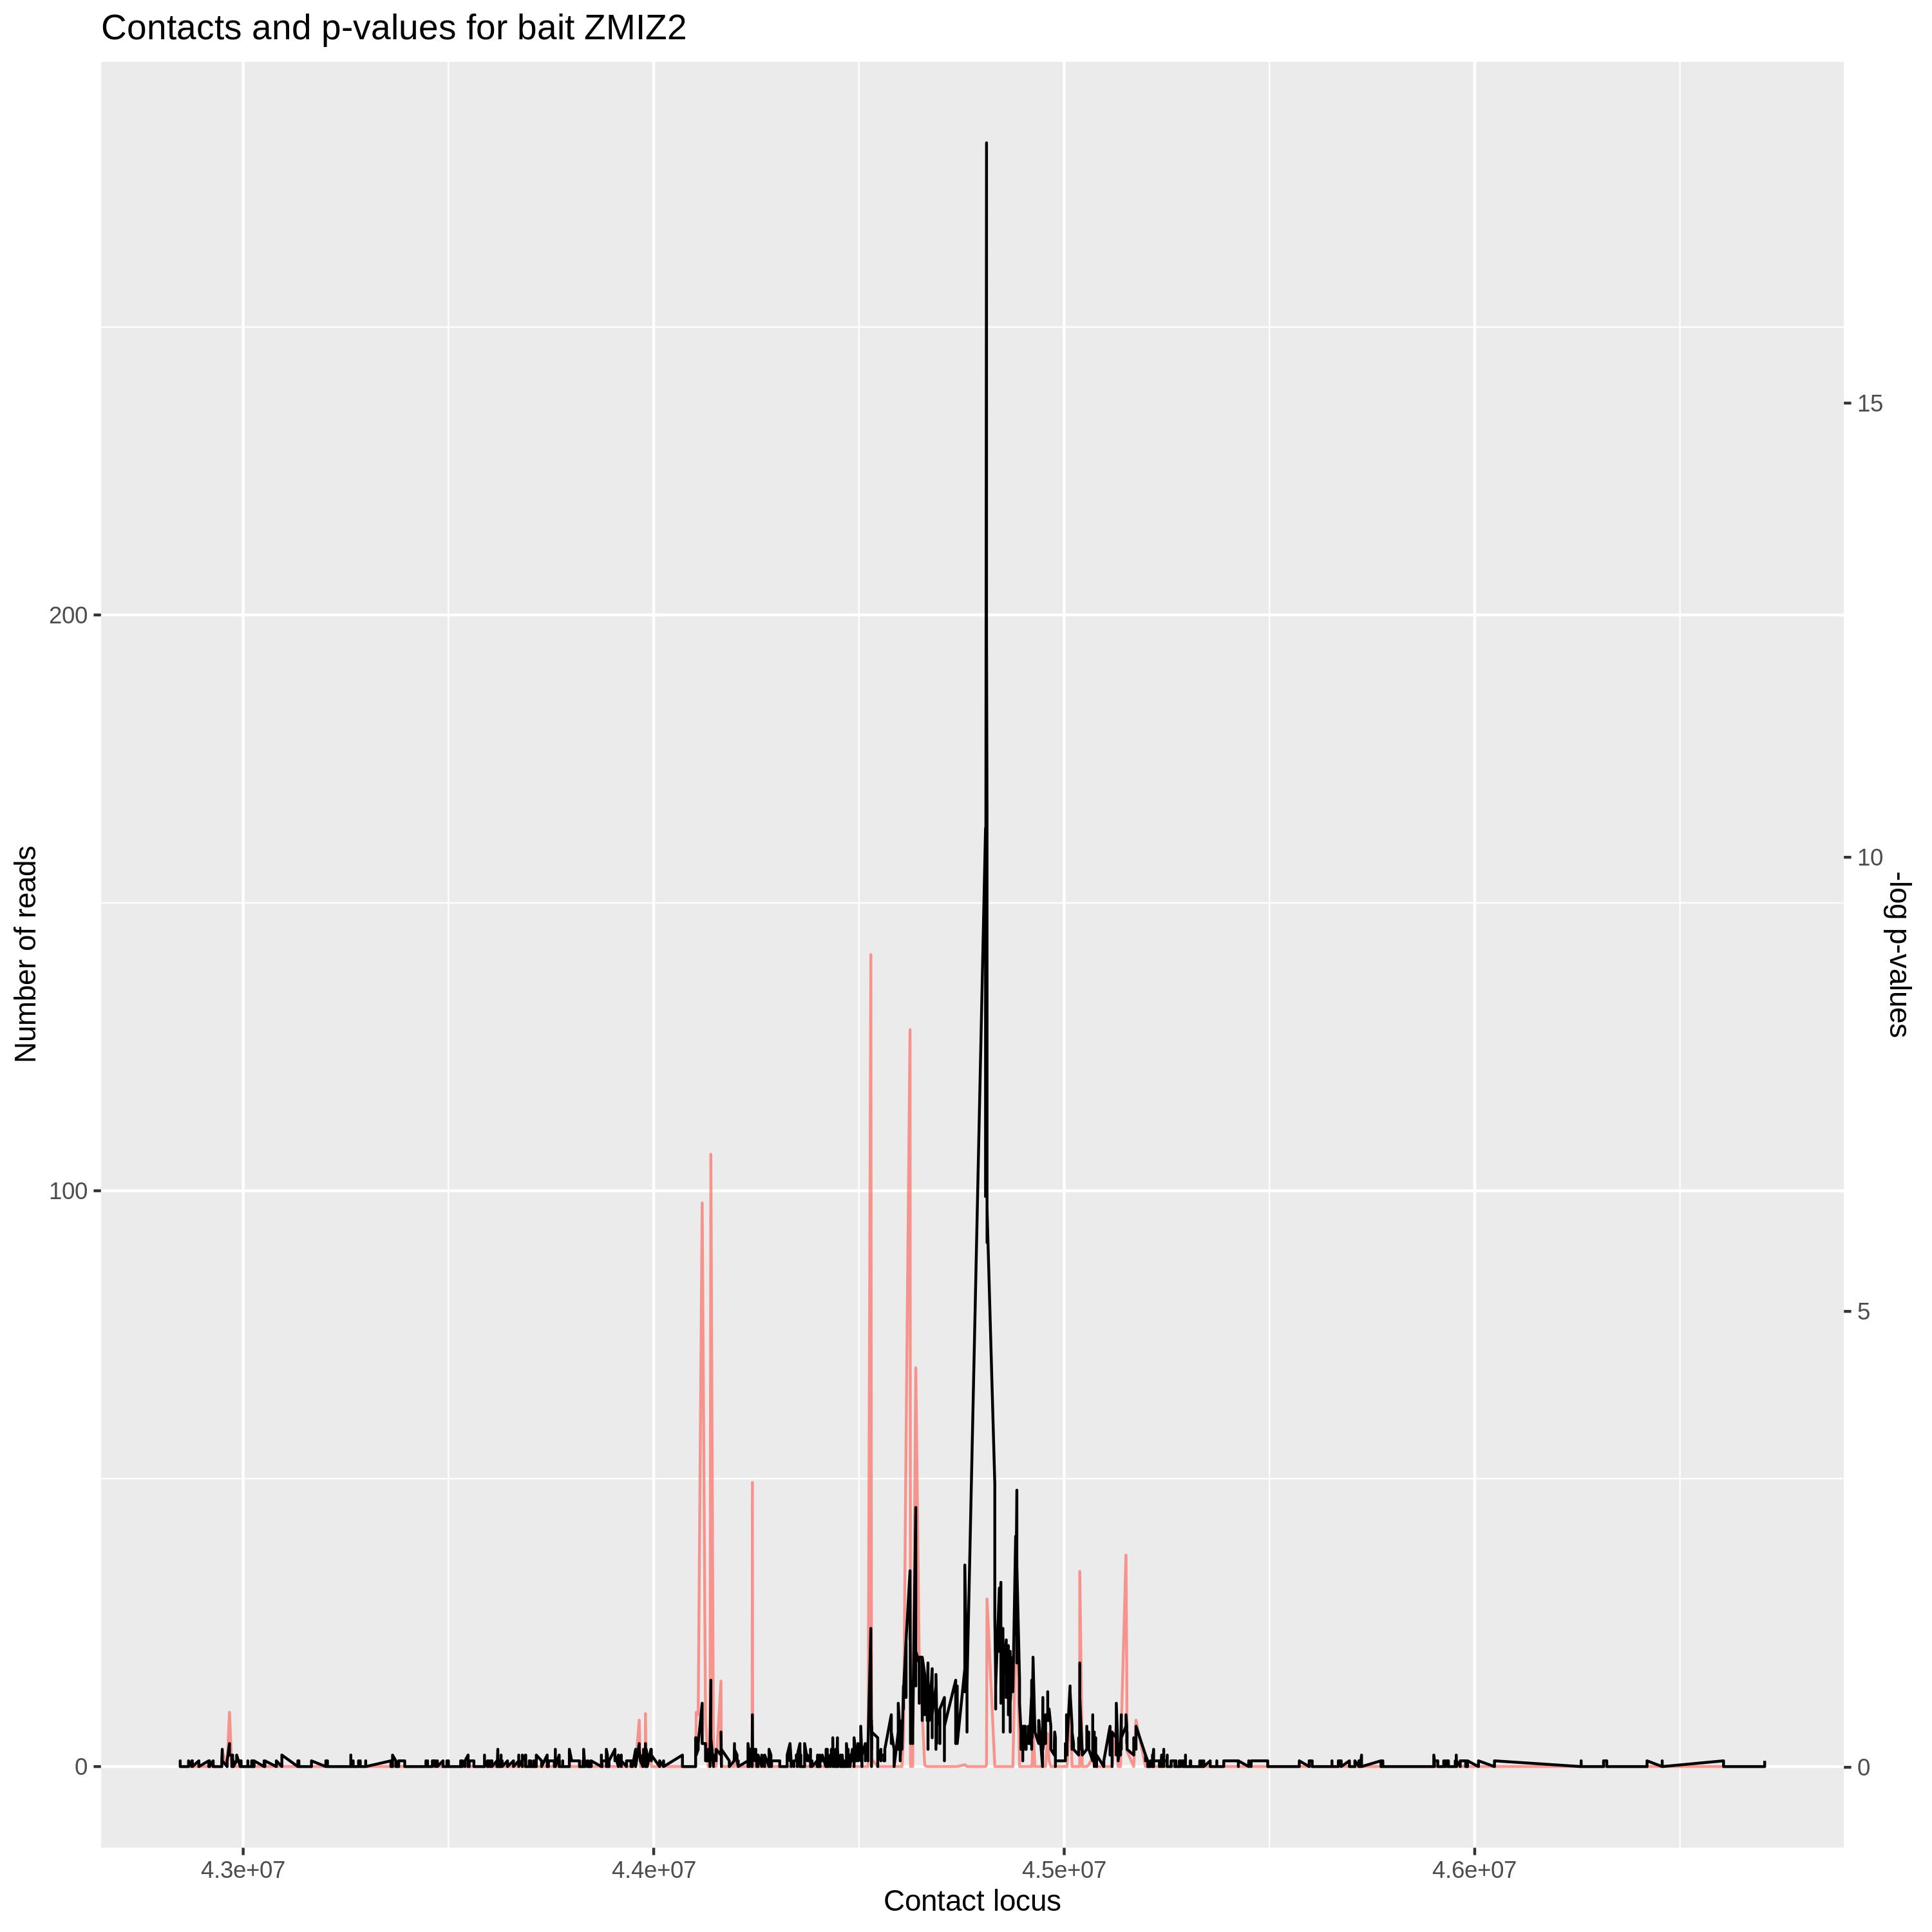 Contacts and p-values for bait ZMIZ2
Number of reads
200
100
0
15
10
5
0
-log p-values
4.3e+07
4.4e+07
4.5e+07
4.6e+07
Contact locus